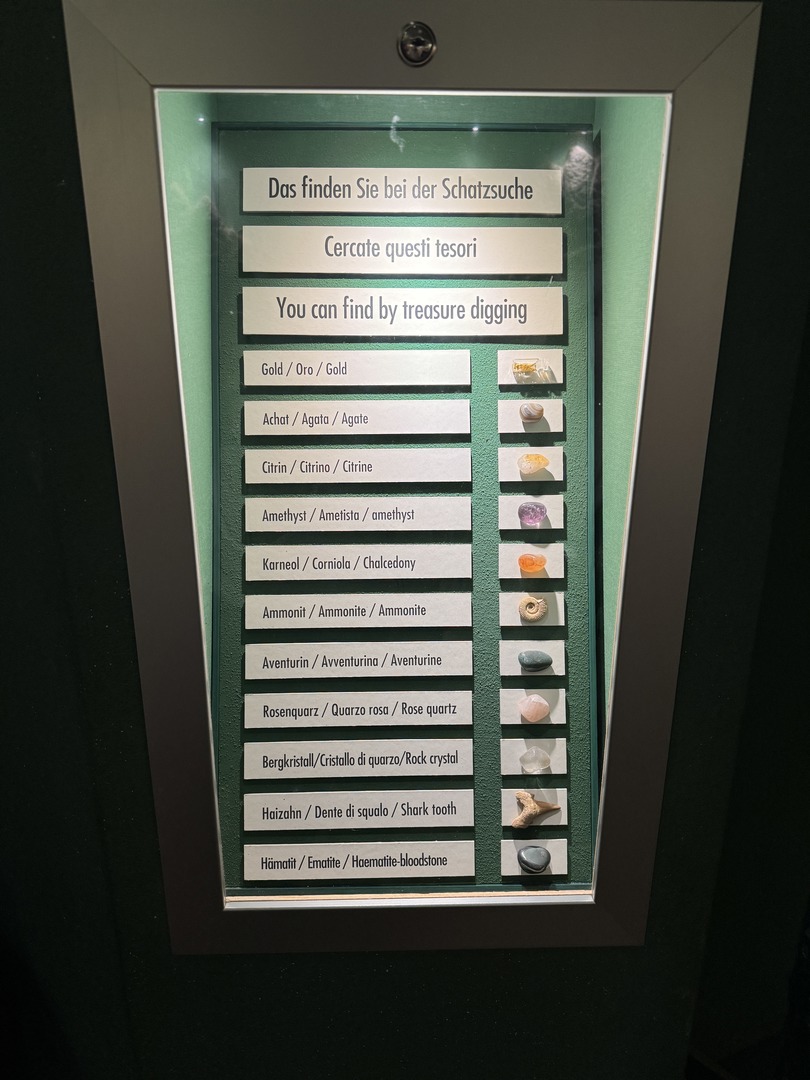 Das finden Sie bei der Schatzsuche
Cercate questi tesori
You can find by treasure digging
Gold / Oro / Gold
Achat / Agata / Agate
Citrin / Citrino / Citrine
Amethyst / Ametista / amethyst
Karneol / Corniola / Chalcedony
Ammonit / Ammonite / Ammonite
Aventurin / Avventurina / Aventurine
Rosenquarz / Quarzo rosa / Rose quartz
Bergkristall/Cristallo di quarzo/Rock crystal
Haizahn / Dente di squalo / Shark tooth
Hämatit / Ematite / Haematite-bloodstone